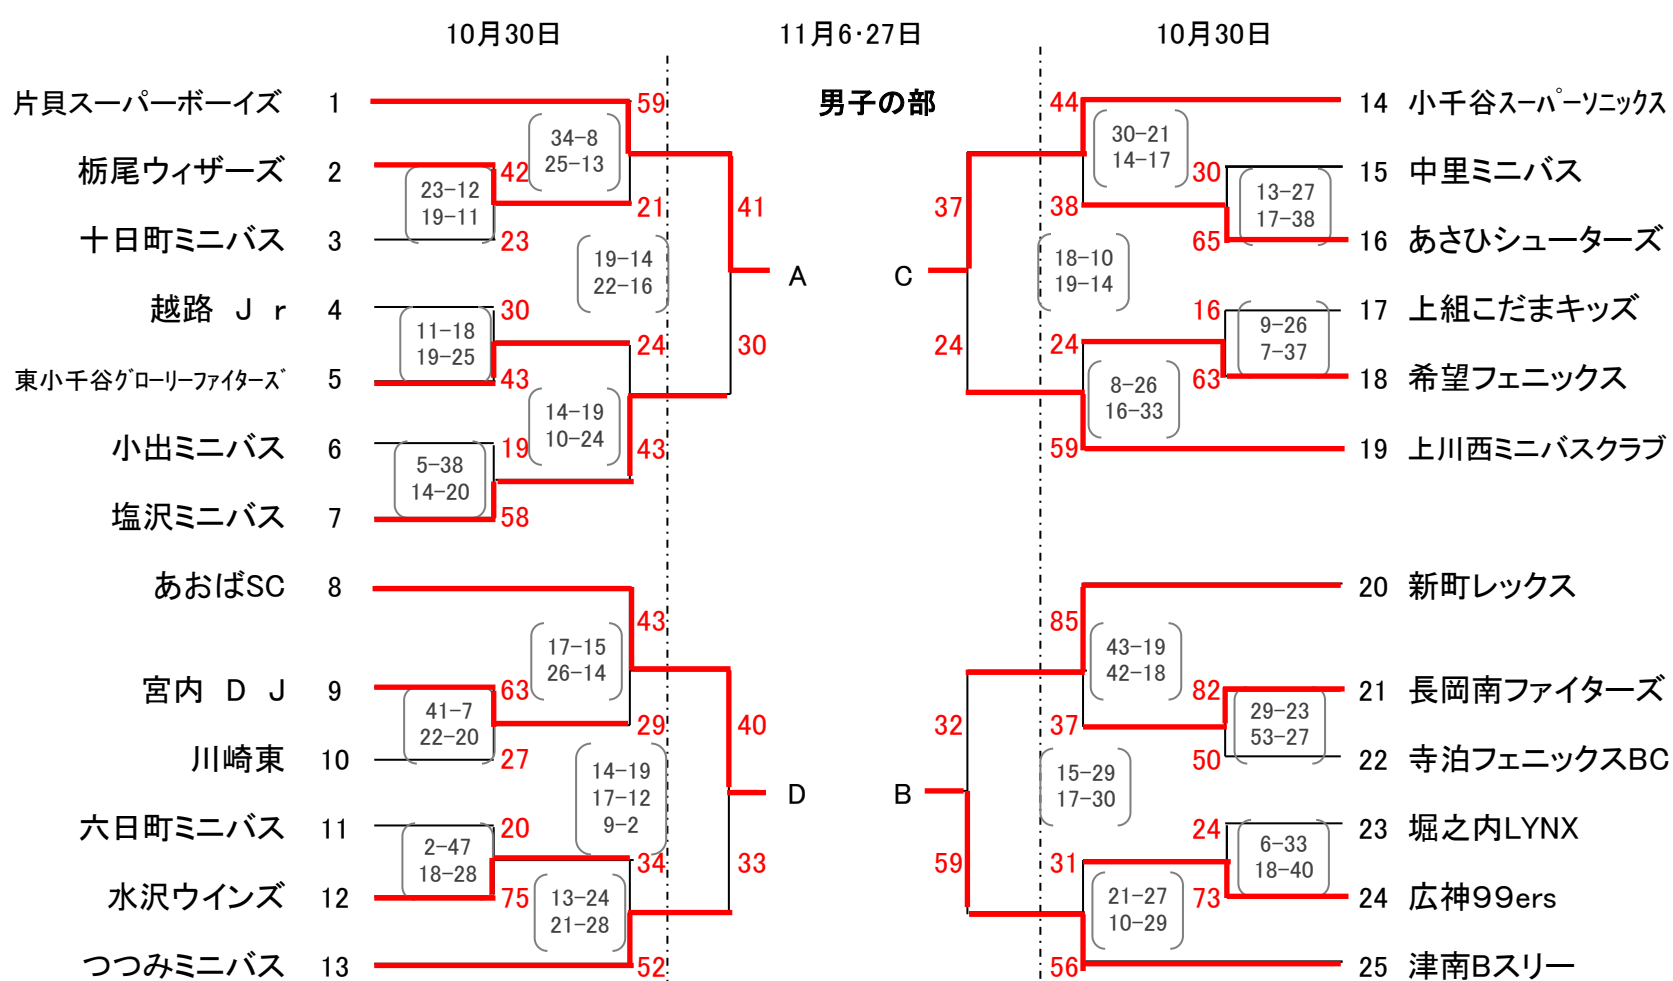 10月30日
11月6・27日
10月30日
男子の部
片貝スーパーボーイズ 1
59
34-8
25-13
栃尾ウィザーズ 2
42
23-12
19-11
21
十日町ミニバス 3
23
41
19-14
22-16
A
越路 Jr 4
30
11-18
19-25
24
30
東小千谷グローリーファイターズ 5
43
14-19
10-24
小出ミニバス 6
19
43
5-38
14-20
塩沢ミニバス 7
58
あおばSC 8
43
17-15
26-14
宮内 DJ 9
63
41-7
22-20
29
40
川崎東 10
27
14-19
17-12
9-2
D
六日町ミニバス 11
20
2-47
18-28
34
33
水沢ウインズ 12
75
13-24
21-28
つつみミニバス 13
52
44
14 小千谷スーパーソニックス
30-21
14-17
30
15 中里ミニバス
13-27
17-38
37
38
65
16 あさひシューターズ
18-10
19-14
C
16
17 上組こだまキッズ
9-26
7-37
24
24
63
18 希望フェニックス
8-26
16-33
59
19 上川西ミニバスクラブ
20 新町レックス
85
43-19
42-18
82
21 長岡南ファイターズ
29-23
53-27
32
37
50
22 寺泊フェニックスBC
15-29
17-30
B
24
23 堀之内LYNX
6-33
18-40
59
31
73
24 広神99ers
21-27
10-29
56
25 津南Bスリー